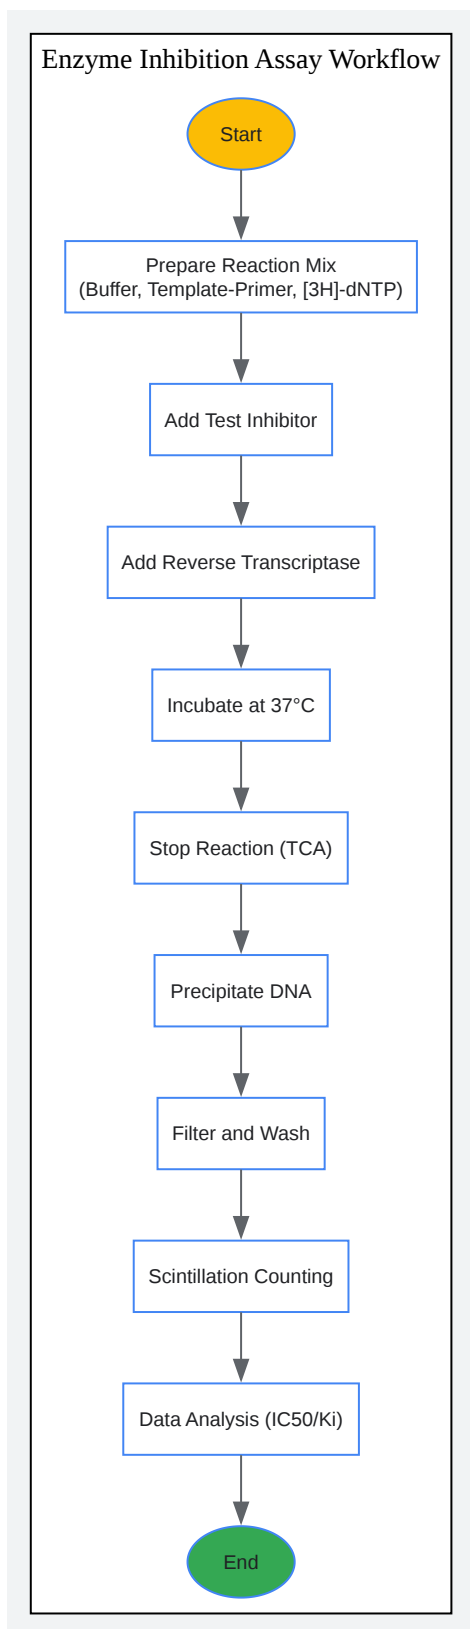 Enzyme Inhibition Assay Workflow
Start
Prepare Reaction Mix
(Buffer, Template-Primer, [3H]-dNTP)
Add Test Inhibitor
Add Reverse Transcriptase
Incubate at 37°C
Stop Reaction (TCA)
Precipitate DNA
Filter and Wash
Scintillation Counting
Data Analysis (IC50/Ki)
End